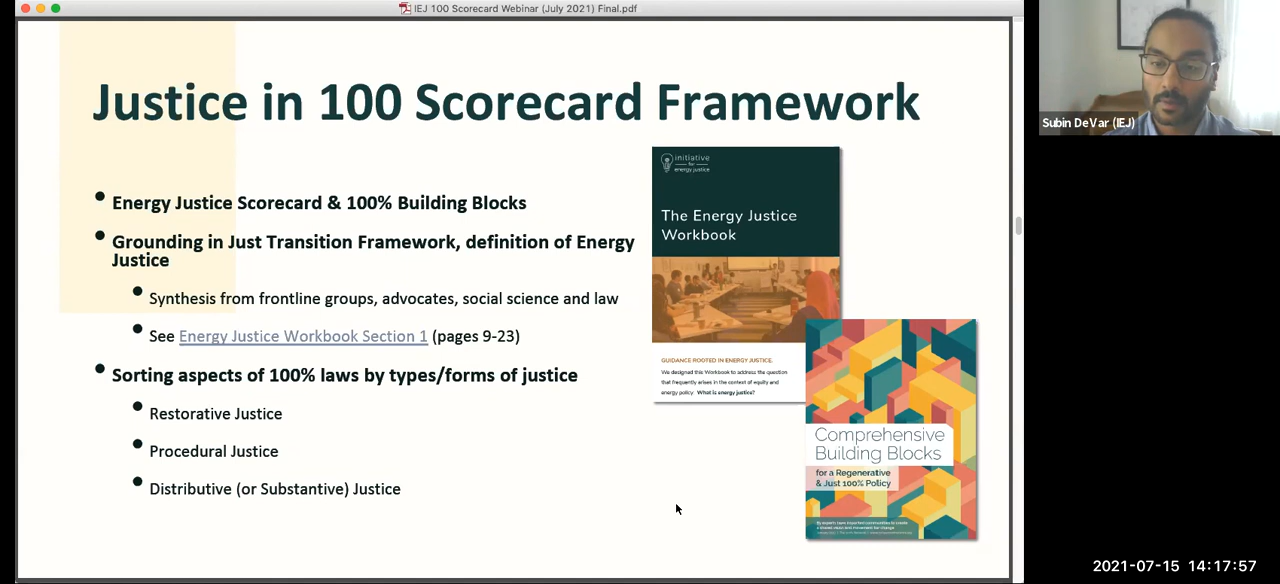 IEJ 100 Scorecard Webinar (July 2021) Final.pdf
Justice in 100 Scorecard Framework
Energy Justice Scorecard & 100% Building Blocks
Grounding in Just Transition Framework, definition of Energy
Justice
Synthesis from frontline groups, advocates, social science and law
See Energy Justice Workbook Section 1 (pages 9-23)
Sorting aspects of 100% laws by types/forms of justice
Restorative Justice
Procedural Justice
Distributive (or Substantive) Justice
initiative
for
energy justice
The Energy Justice
Workbook
GUIDANCE ROOTED IN ENERGY JUSTICE.
We designed this Workbook to address the question
that frequently arises in the context of equity and
energy policy: What is energy justice?
Comprehensive
Building Blocks
for a Regenerative
& Just 100% Policy
Subin DeVar (IEJ)
2021-07-15 14:17:57